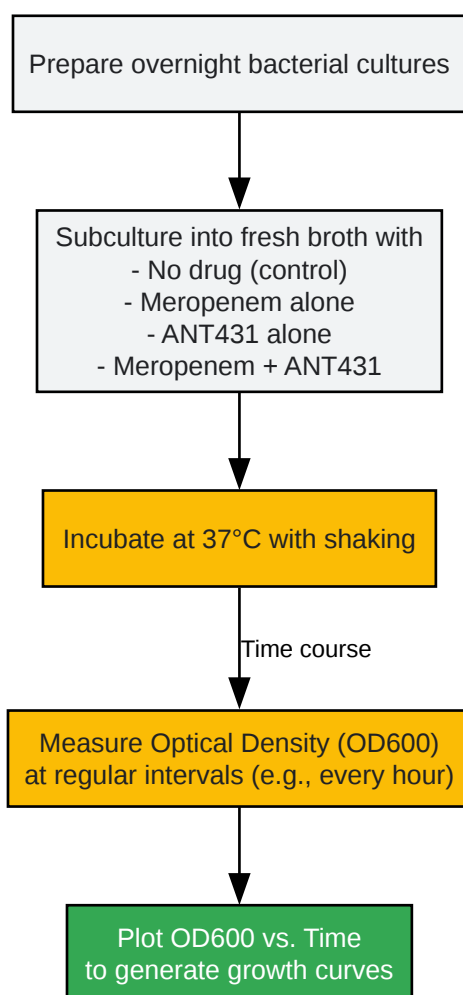 Prepare overnight bacterial cultures
Subculture into fresh broth with
- No drug (control)
- Meropenem alone
- ANT431 alone
- Meropenem + ANT431
Incubate at 37°C with shaking
Time course
Measure Optical Density (OD600)
at regular intervals (e.g., every hour)
Plot OD600 vs. Time
to generate growth curves